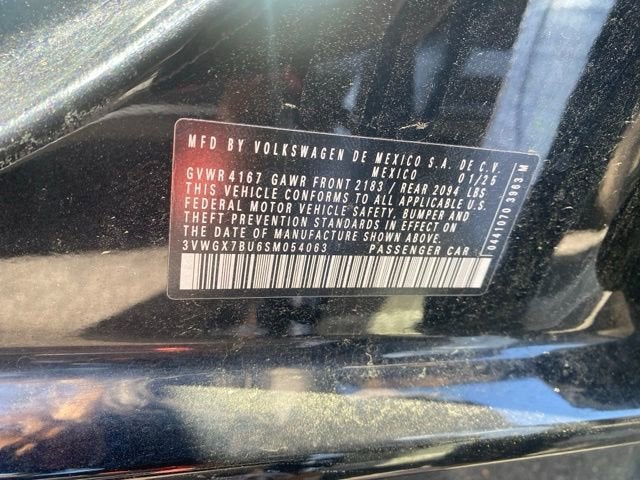 MFD BY VOLKSWAGEN DE MEXICO S.A. DE C.V.
MEXICO 01/25
GVWR 4167 GAWR FRONT 2183 / REAR 2094 LBS
THIS VEHICLE CONFORMS TO ALL APPLICABLE U.S.
FEDERAL MOTOR VEHICLE SAFETY, BUMPER AND
THEFT PREVENTION STANDARDS IN EFFECT ON
THE DATE OF MANUFACTURE SHOWN ABOVE.
3VWGX7BU6SM054063 PASSENGER CAR
0441070 3963 M